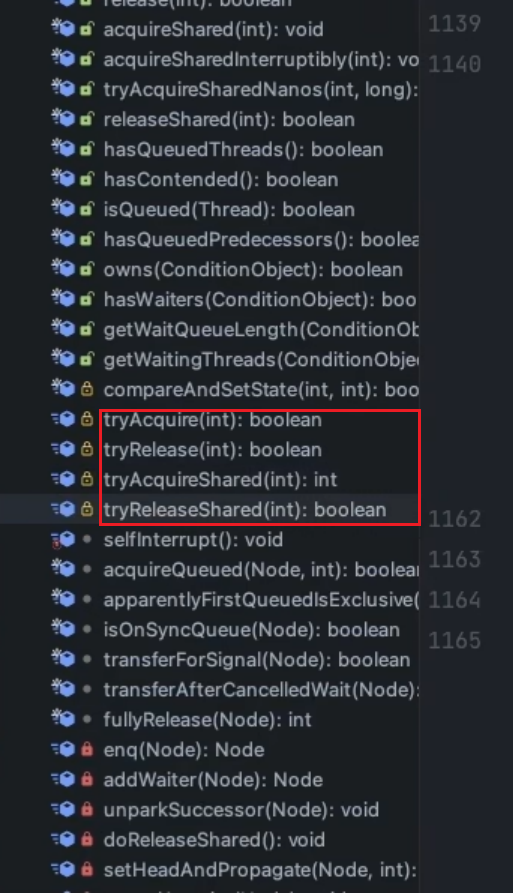 release(int): boolean
acquireShared(int): void
1139
acquireSharedInterruptibly(int): vo
1140
tryAcquireSharedNanos(int, long):
releaseShared(int): boolean
hasQueuedThreads(): boolean
hasContended(): boolean
isQueued(Thread): boolean
hasQueuedPredecessors(): boolea
owns(ConditionObject): boolean
hasWaiters(ConditionObject): boo
getWaitQueueLength(ConditionOb
getWaitingThreads(ConditionObje
compareAndSetState(int, int): boo
tryAcquire(int): boolean
tryRelease(int): boolean
tryAcquireShared(int): int
tryReleaseShared(int): boolean
1162
selfInterrupt(): void
1163
acquireQueued(Node, int): boolea
apparentlyFirstQueuedIsExclusive(
1164
isOnSyncQueue(Node): boolean
1165
transferForSignal(Node): boolean
transferAfterCancelledWait(Node):
fullyRelease(Node): int
enq(Node): Node
addWaiter(Node): Node
unparkSuccessor(Node): void
doReleaseShared(): void
setHeadAndPropagate(Node, int):